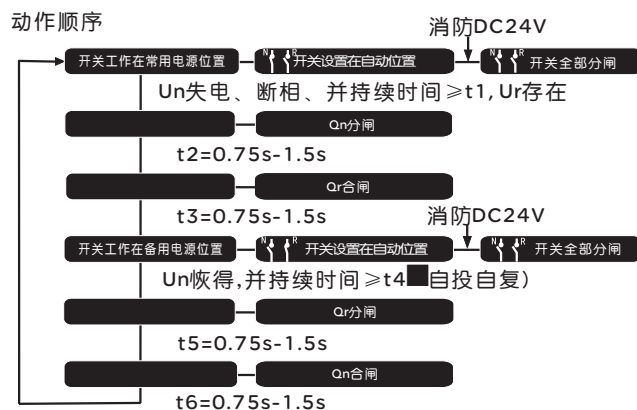 动作顺序
消防DC24V
开关工作在常用电源位置 N R 开关设置在自动位置 N R 开关全部分闸
Un失电、断相、并持续时间≥t1,Ur存在
Qn分闸
t2=0.75s-1.5s
Qr合闸
t3=0.75s-1.5s
消防DC24V
开关工作在备用电源位置 N R 开关设置在自动位置 N R 开关全部分闸
Un恢得,并持续时间≥t4 自投自复)
Qr分闸
t5=0.75s-1.5s
Qn合闸
t6=0.75s-1.5s